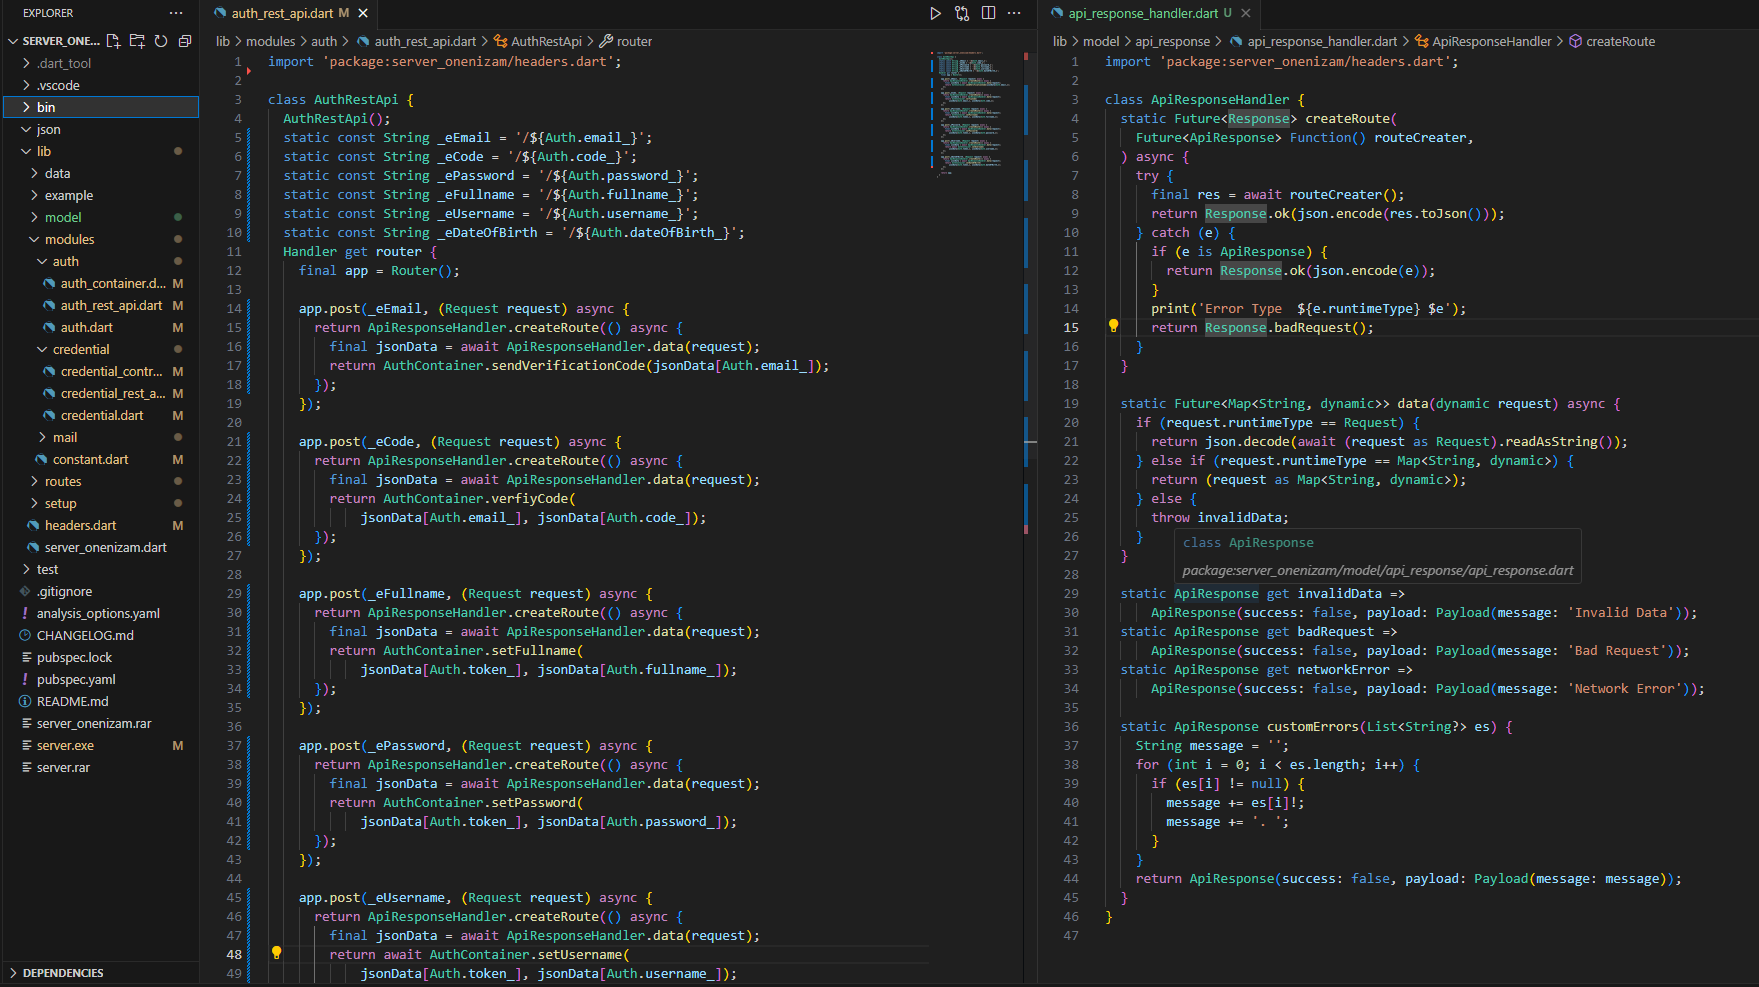 EXPLORER
SERVER_ONE...
.dart_tool
.vscode
bin
json
lib
data
example
model
modules
auth
auth_container.d... M
auth_rest_api.dart M
auth.dart M
credential
credential_contr... M
credential_rest_a... M
credential.dart M
mail
constant.dart M
routes
setup
headers.dart M
server_onenizam.dart
test
.gitignore
analysis_options.yaml
CHANGELOG.md
pubspec.lock
pubspec.yaml
README.md
server_onenizam.rar
server.exe M
server.rar
DEPENDENCIES
auth_rest_api.dart M
lib > modules > auth > auth_rest_api.dart > AuthRestApi > router
1 import 'package:server_onenizam/headers.dart';
2
3 class AuthRestApi {
4 AuthRestApi();
5 static const String _eEmail = '/${Auth.email_}';
6 static const String _eCode = '/${Auth.code_}';
7 static const String _ePassword = '/${Auth.password_}';
8 static const String _eFullname = '/${Auth.fullname_}';
9 static const String _eUsername = '/${Auth.username_}';
10 static const String _eDateOfBirth = '/${Auth.dateOfBirth_}';
11 Handler get router {
12 final app = Router();
13
14 app.post(_eEmail, (Request request) async {
15 return ApiResponseHandler.createRoute(() async {
16 final jsonData = await ApiResponseHandler.data(request);
17 return AuthContainer.sendVerificationCode(jsonData[Auth.email_]);
18 });
19 });
20
21 app.post(_eCode, (Request request) async {
22 return ApiResponseHandler.createRoute(() async {
23 final jsonData = await ApiResponseHandler.data(request);
24 return AuthContainer.verfiyCode(
25 jsonData[Auth.email_], jsonData[Auth.code_]);
26 });
27 });
28
29 app.post(_eFullname, (Request request) async {
30 return ApiResponseHandler.createRoute(() async {
31 final jsonData = await ApiResponseHandler.data(request);
32 return AuthContainer.setFullname(
33 jsonData[Auth.token_], jsonData[Auth.fullname_]);
34 });
35 });
36
37 app.post(_ePassword, (Request request) async {
38 return ApiResponseHandler.createRoute(() async {
39 final jsonData = await ApiResponseHandler.data(request);
40 return AuthContainer.setPassword(
41 jsonData[Auth.token_], jsonData[Auth.password_]);
42 });
43 });
44
45 app.post(_eUsername, (Request request) async {
46 return ApiResponseHandler.createRoute(() async {
47 final jsonData = await ApiResponseHandler.data(request);
48 return await AuthContainer.setUsername(
49 jsonData[Auth.token_], jsonData[Auth.username_]);
api_response_handler.dart U
lib > model > api_response > api_response_handler.dart > ApiResponseHandler > createRoute
1 import 'package:server_onenizam/headers.dart';
2
3 class ApiResponseHandler {
4 static Future<Response> createRoute(
5 Future<ApiResponse> Function() routeCreater,
6 ) async {
7 try {
8 final res = await routeCreater();
9 return Response.ok(json.encode(res.toJson()));
10 } catch (e) {
11 if (e is ApiResponse) {
12 return Response.ok(json.encode(e));
13 }
14 print('Error Type  ${e.runtimeType} $e');
15 return Response.badRequest();
16 }
17 }
18
19 static Future<Map<String, dynamic>> data(dynamic request) async {
20 if (request.runtimeType == Request) {
21 return json.decode(await (request as Request).readAsString());
22 } else if (request.runtimeType == Map<String, dynamic>) {
23 return (request as Map<String, dynamic>);
24 } else {
25 throw invalidData;
26 }
27 }
class ApiResponse
package:server_onenizam/model/api_response/api_response.dart
28
29 static ApiResponse get invalidData =>
30 ApiResponse(success: false, payload: Payload(message: 'Invalid Data'));
31 static ApiResponse get badRequest =>
32 ApiResponse(success: false, payload: Payload(message: 'Bad Request'));
33 static ApiResponse get networkError =>
34 ApiResponse(success: false, payload: Payload(message: 'Network Error'));
35
36 static ApiResponse customErrors(List<String?> es) {
37 String message = '';
38 for (int i = 0; i < es.length; i++) {
39 if (es[i] != null) {
40 message += es[i]!;
41 message += '. ';
42 }
43 }
44 return ApiResponse(success: false, payload: Payload(message: message));
45 }
46 }
47